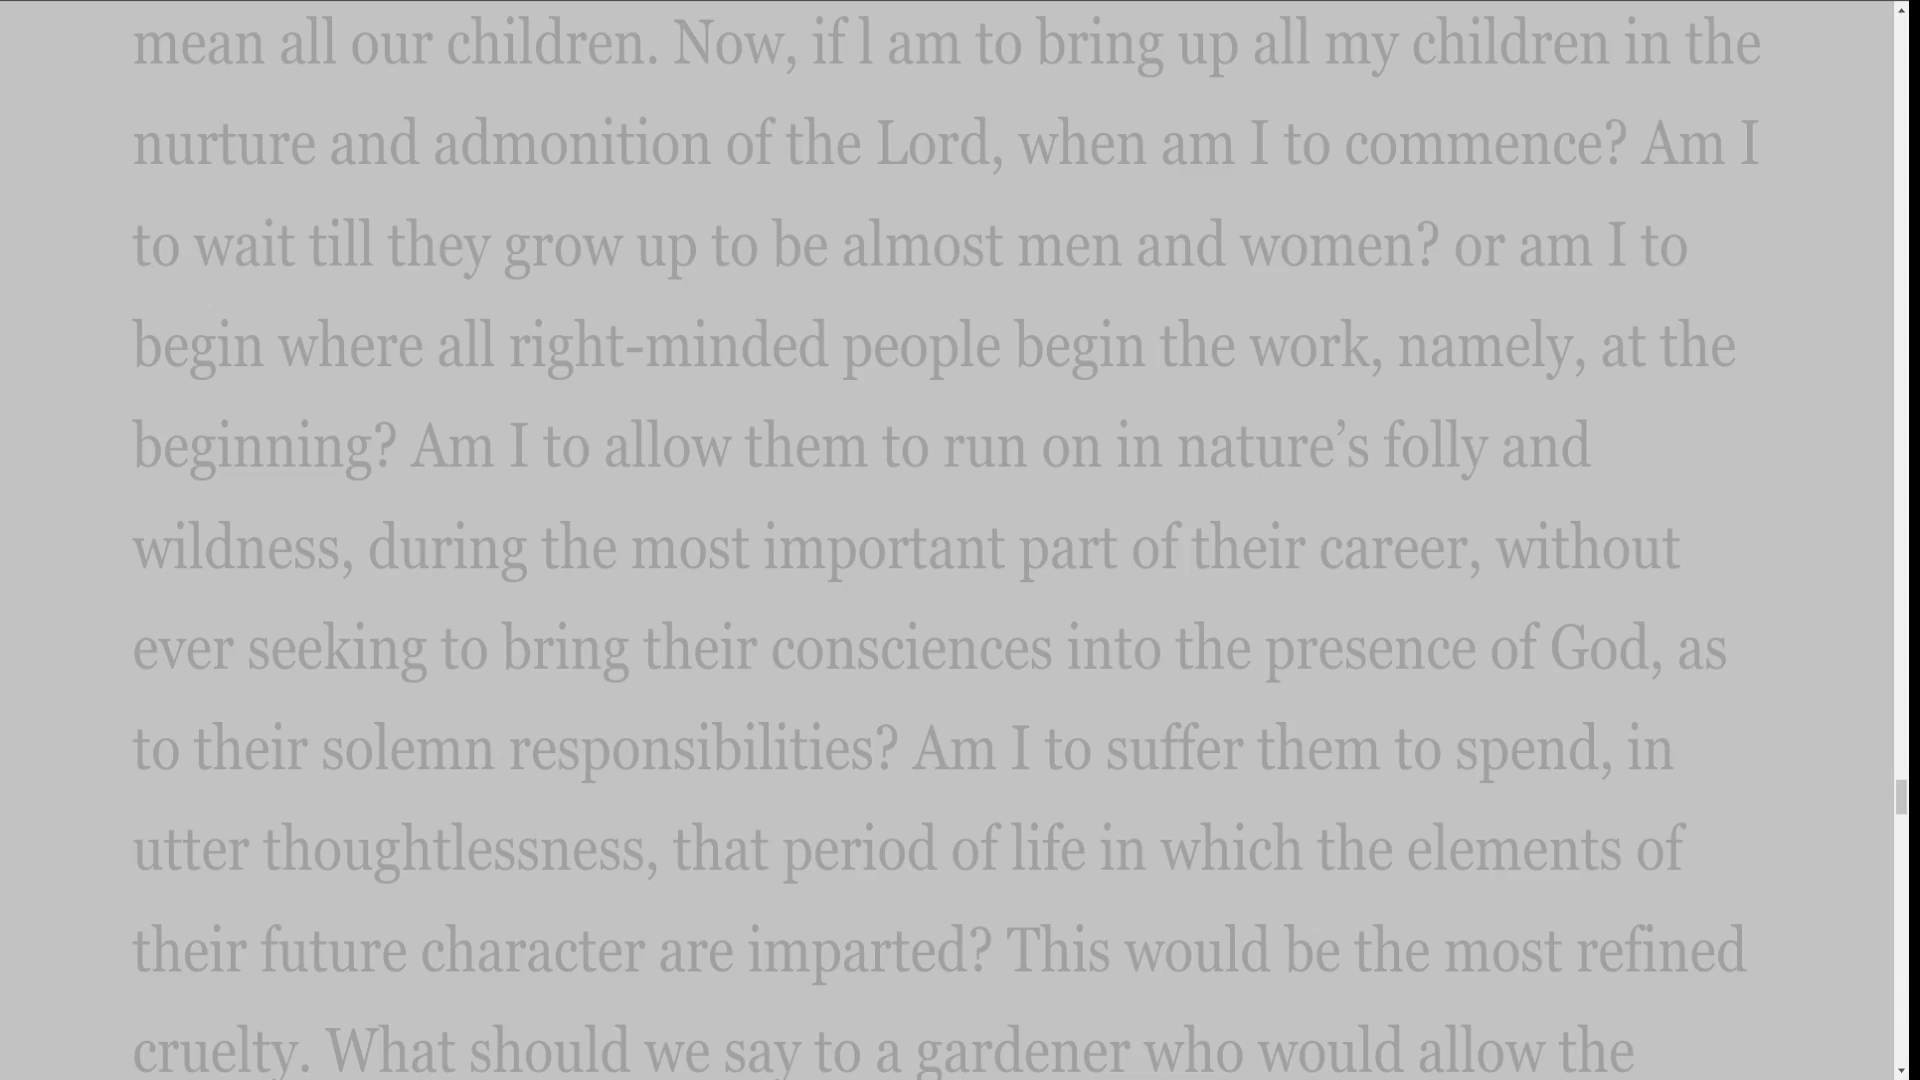 mean all our children. Now, if l am to bring up all my children in the
nurture and admonition of the Lord, when am I to commence? Am I
to wait till they grow up to be almost men and women? or am I to
begin where all right-minded people begin the work, namely, at the
beginning? Am I to allow them to run on in nature’s folly and
wildness, during the most important part of their career, without
ever seeking to bring their consciences into the presence of God, as
to their solemn responsibilities? Am I to suffer them to spend, in
utter thoughtlessness, that period of life in which the elements of
their future character are imparted? This would be the most refined
cruelty. What should we say to a gardener who would allow the